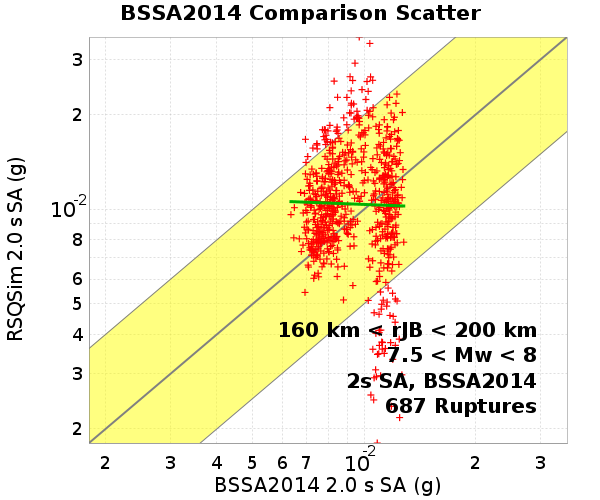 BSSA2014 Comparison Scatter
RSQSim 2.0 s SA (g)
3
2
10-2
8
6
5
4
3
2
160 km < rJB < 200 km
7.5 < Mw < 8
2s SA, BSSA2014
687 Ruptures
2 3 4 5 6 7 10-2 2 3
BSSA2014 2.0 s SA (g)